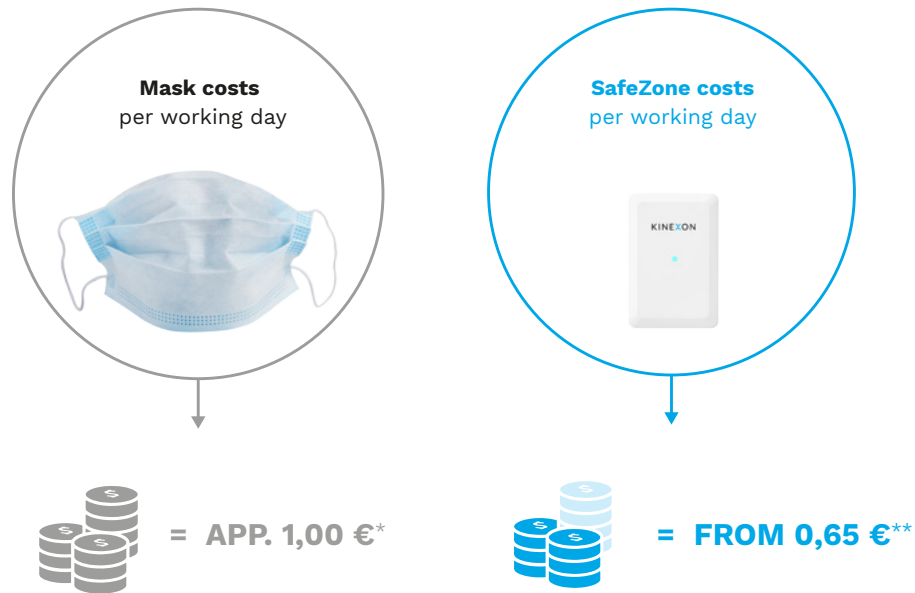 Mask costs
per working day
SafeZone costs
per working day
KINEXON
= APP. 1,00 €*
= FROM 0,65 €**